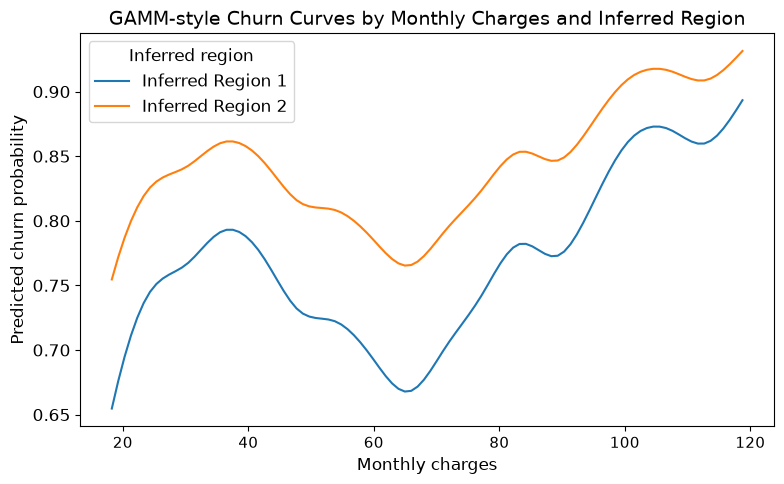 GAMM-style Churn Curves by Monthly Charges and Inferred Region
Inferred region
Inferred Region 1
Inferred Region 2
Predicted churn probability
0.90
0.85
0.80
0.75
0.70
0.65
20 40 60 80 100 120
Monthly charges